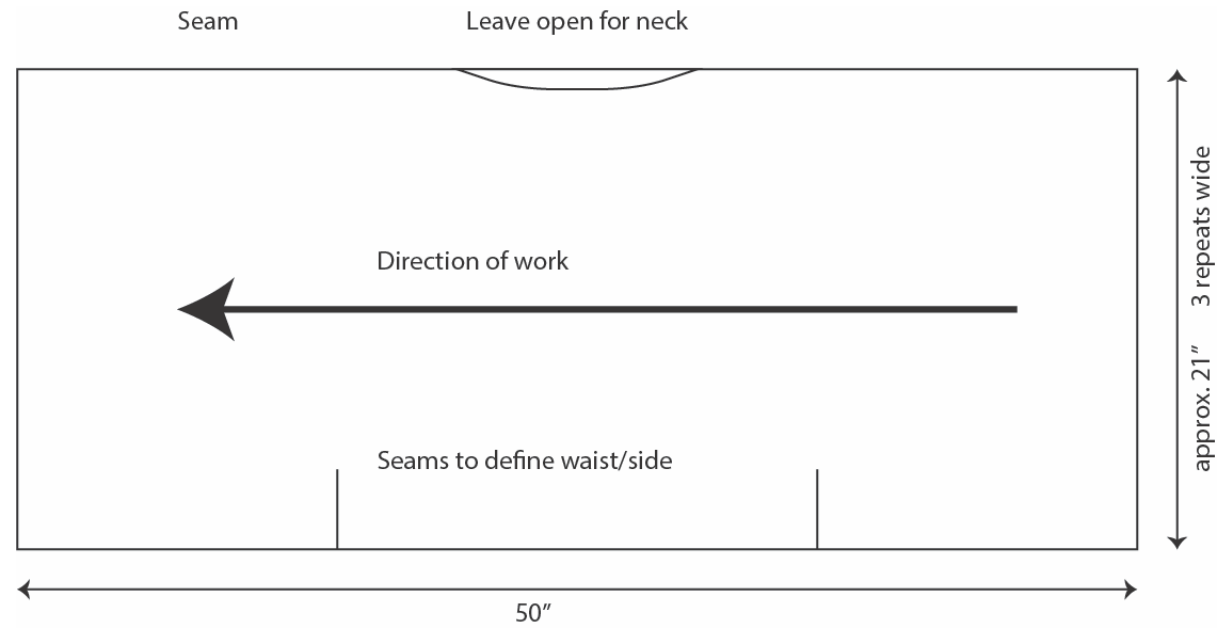 Seam
Leave open for neck
Direction of work
Seams to define waist/side
approx. 21” 3 repeats wide
50”